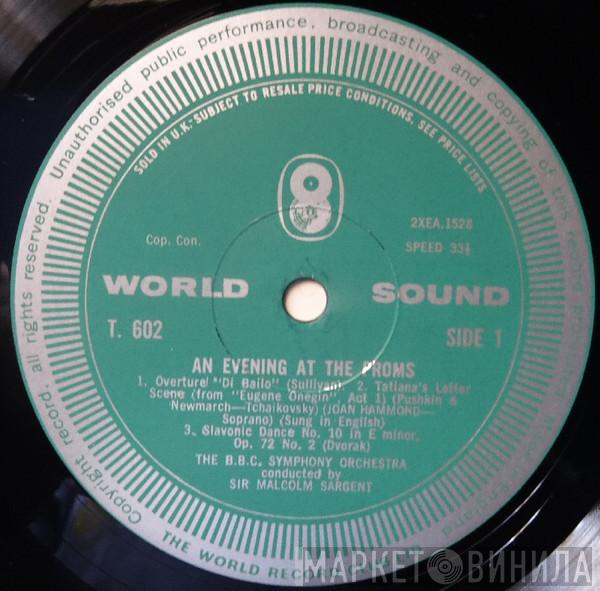 Copyright record. all rights reserved. Unauthorised public performance, broadcasting and copying of this record
THE WORLD RECORD
SOLD IN U.K. SUBJECT TO RESALE PRICE CONDITIONS, SEE PRICE LISTS
2XEA.1528
Cop. Con.
SPEED 33⅓
WORLD SOUND
T. 602
SIDE 1
AN EVENING AT THE PROMS
1. Overture "Di Ballo" (Sullivan). 2. Tatiana's Letter
Scene (from "Eugene Onegin", Act 1) (Pushkin &
Newmarch—Tchaikovsky) (JOAN HAMMOND—
Soprano) (Sung in English)
3. Slavonic Dance No. 10 in E minor,
Op. 72 No. 2 (Dvorak)
THE B.B.C. SYMPHONY ORCHESTRA
conducted by
SIR MALCOLM SARGENT
МАРКЕТ ВИНИЛА